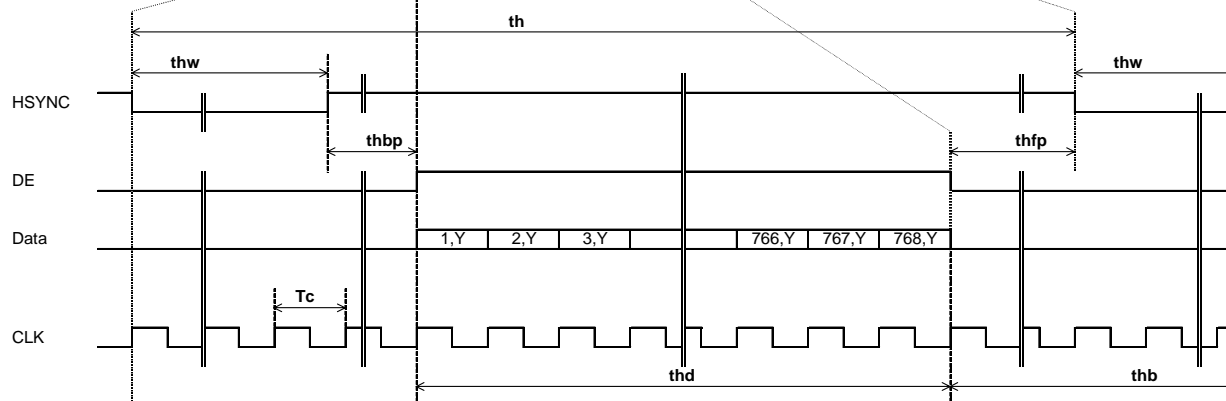 th
thw
thw
HSYNC
thbp
thfp
DE
Data
1,Y
2,Y
3,Y
766,Y
767,Y
768,Y
Tc
CLK
thd
thb